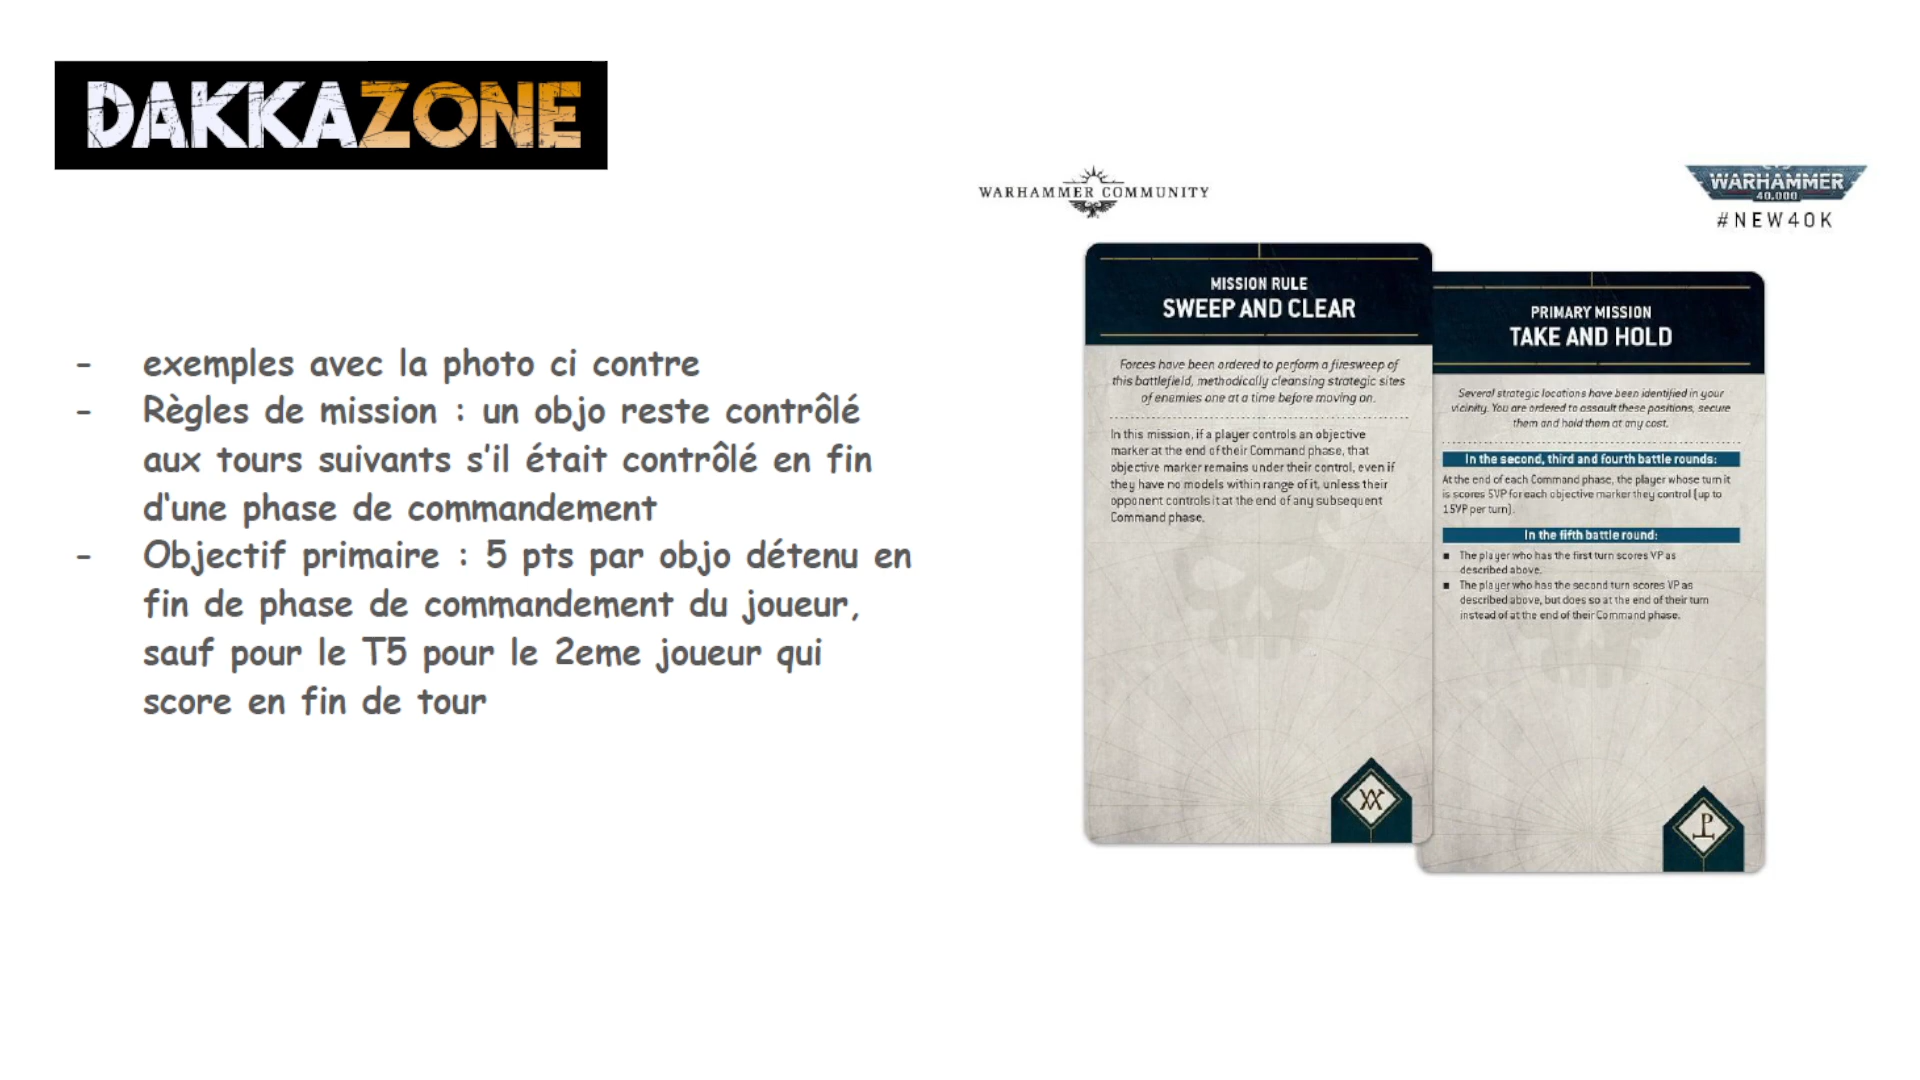 DAKKAZONE
- exemples avec la photo ci contre
- Règles de mission : un objo reste contrôlé
aux tours suivants s'il était contrôlé en fin
d'une phase de commandement
- Objectif primaire : 5 pts par objo détenu en
fin de phase de commandement du joueur,
sauf pour le T5 pour le 2eme joueur qui
score en fin de tour
WARHAMMER COMMUNITY
WARHAMMER
40,000
#NEW40K
MISSION RULE
SWEEP AND CLEAR
Forces have been ordered to perform a firesweep of
this battlefield, methodically cleansing strategic sites
of enemies one at a time before moving on.
In this mission, if a player controls an objective
marker at the end of their Command phase, that
objective marker remains under their control, even if
they have no models within range of it, unless their
opponent controls it at the end of any subsequent
Command phase.
PRIMARY MISSION
TAKE AND HOLD
Several strategic locations have been identified in your
vicinity. You are ordered to assault these positions, secure
them and hold them at any cost.
In the second, third and fourth battle rounds:
At the end of each Command phase, the player whose turn it
is scores 5VP for each objective marker they control (up to
15VP per turn).
In the fifth battle round:
■ The player who has the first turn scores VP as
described above.
■ The player who has the second turn scores VP as
described above, but does so at the end of their turn
instead of at the end of their Command phase.